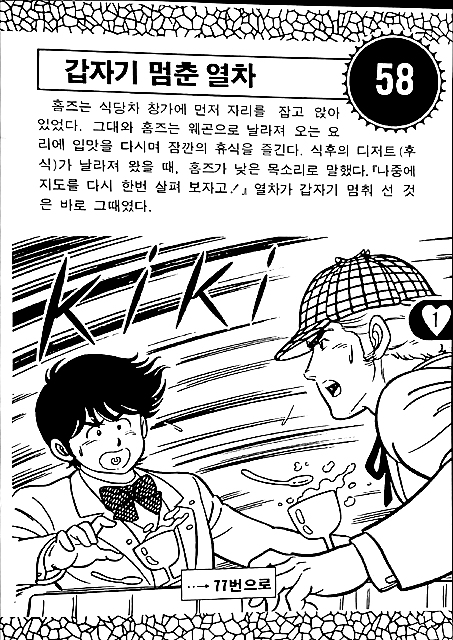 갑자기 멈춘 열차
58
홈즈는 식당차 창가에 먼저 자리를 잡고 앉아
있었다. 그대와 홈즈는 웨곤으로 날라져 오는 요
리에 입맛을 다시며 잠깐의 휴식을 즐긴다. 식후의 디저트(후
식)가 날라져 왔을 때, 홈즈가 낮은 목소리로 말했다.『나중에
지도를 다시 한번 살펴 보자고!』 열차가 갑자기 멈춰 선 것
은 바로 그때였다.
kiki
1
‥→ 77번으로